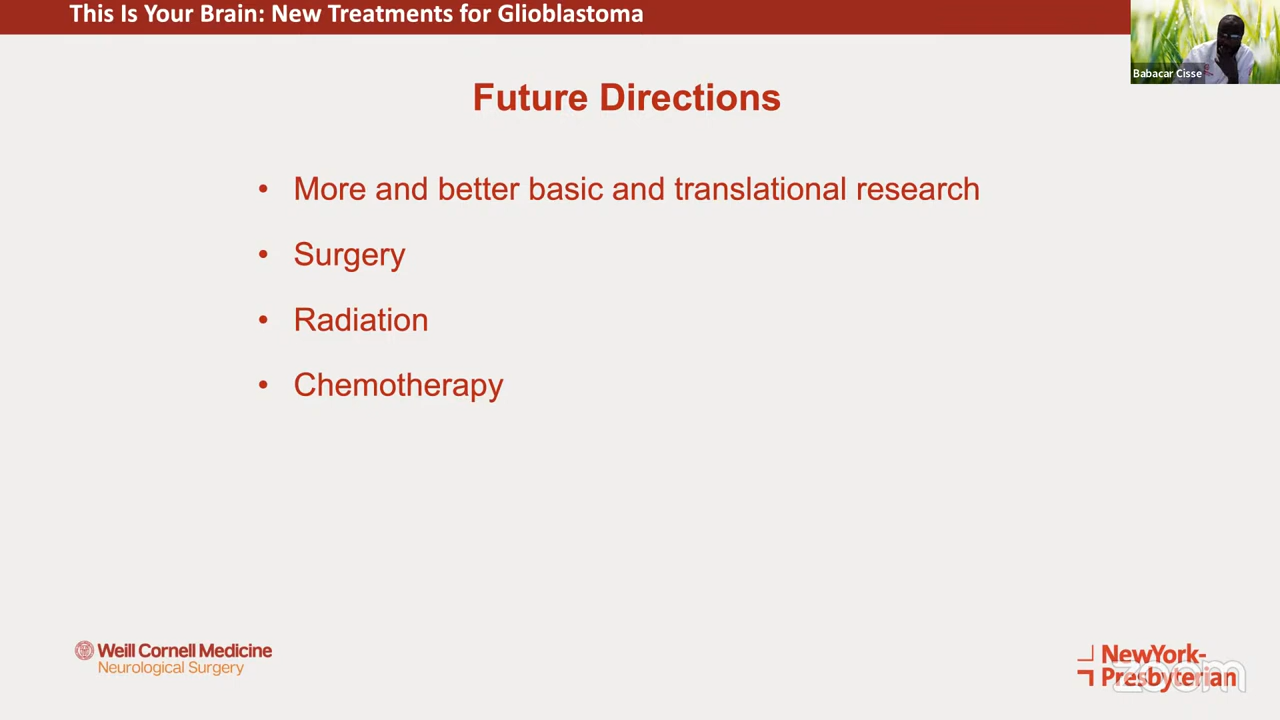 This Is Your Brain: New Treatments for Glioblastoma
Babacar Cisse
Future Directions
• More and better basic and translational research
• Surgery
• Radiation
• Chemotherapy
Weill Cornell Medicine
Neurological Surgery
NewYork-
Presbyterian
zoom